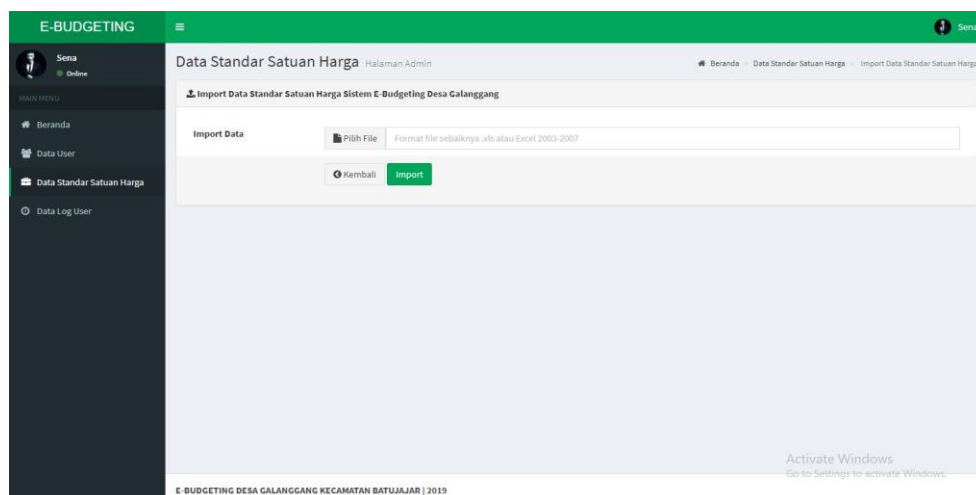 E-BUDGETING
Sena
Sena
Online
MAIN MENU
Beranda
Data User
Data Standar Satuan Harga
Data Log User
Data Standar Satuan Harga Halaman Admin
Beranda Data Standar Satuan Harga Import Data Standar Satuan Harga
Import Data Standar Satuan Harga Sistem E-Budgeting Desa Galanggang
Import Data
Pilih File Format file sebaiknya .xls atau Excel 2003-2007
Kembali Import
Activate Windows
Go to Settings to activate Windows.
E-BUDGETING DESA GALANGGANG KECAMATAN BATUJAJAR | 2019